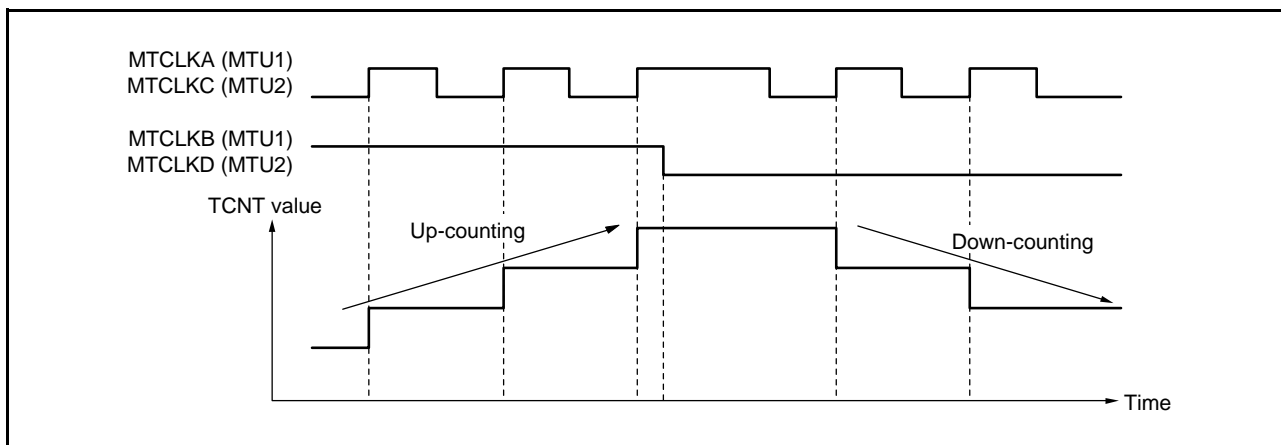 MTCLKA (MTU1)
MTCLKC (MTU2)
MTCLKB (MTU1)
MTCLKD (MTU2)
TCNT value
Up-counting
Down-counting
Time